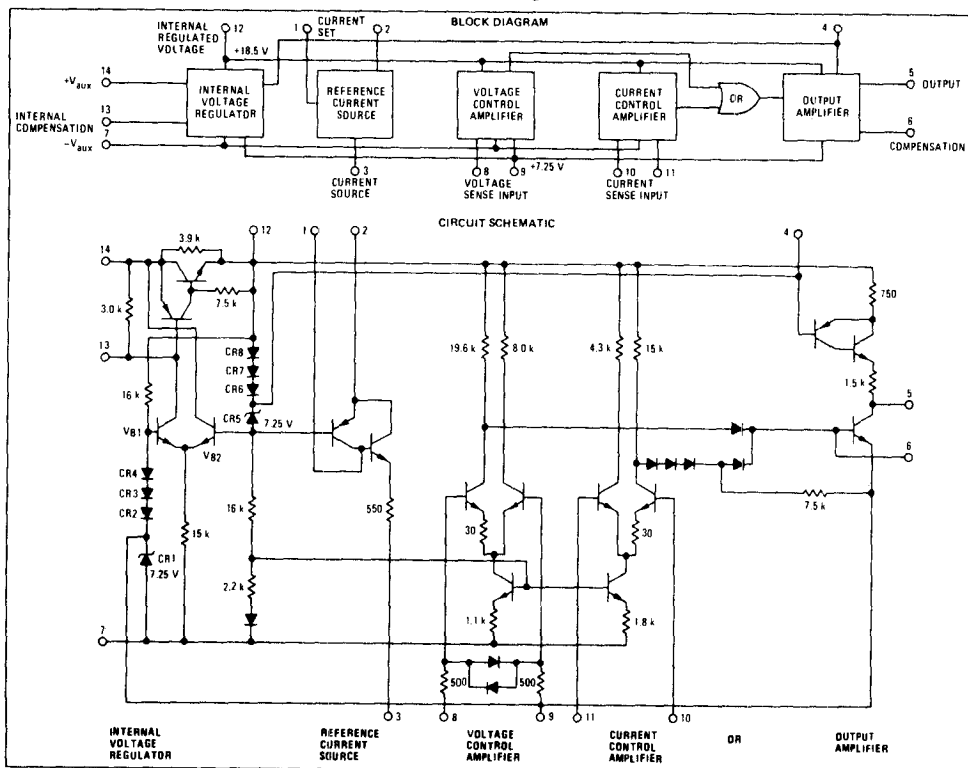 BLOCK DIAGRAM
INTERNAL
REGULATED
VOLTAGE
12
1
CURRENT
SET
2
4
+18.5 V
14
+Vaux
13
INTERNAL
COMPENSATION
7
-Vaux
INTERNAL
VOLTAGE
REGULATOR
REFERENCE
CURRENT
SOURCE
VOLTAGE
CONTROL
AMPLIFIER
CURRENT
CONTROL
AMPLIFIER
OR
OUTPUT
AMPLIFIER
5
OUTPUT
6
COMPENSATION
3
CURRENT
SOURCE
8
VOLTAGE
SENSE INPUT
9
+7.25 V
10
CURRENT
SENSE INPUT
11
CIRCUIT SCHEMATIC
14
3.9 k
12
1
2
4
3.0 k
7.5 k
750
13
CR8
CR7
CR6
CR5
7.25 V
19.6 k
8.0 k
4.3 k
15 k
1.5 k
5
16 k
VB1
VB2
6
CR4
CR3
CR2
CR1
7.25 V
15 k
16 k
550
30
30
7.5 k
2.2 k
1.1 k
1.8 k
7
500
500
3
8
9
11
10
INTERNAL
VOLTAGE
REGULATOR
REFERENCE
CURRENT
SOURCE
VOLTAGE
CONTROL
AMPLIFIER
CURRENT
CONTROL
AMPLIFIER
OR
OUTPUT
AMPLIFIER